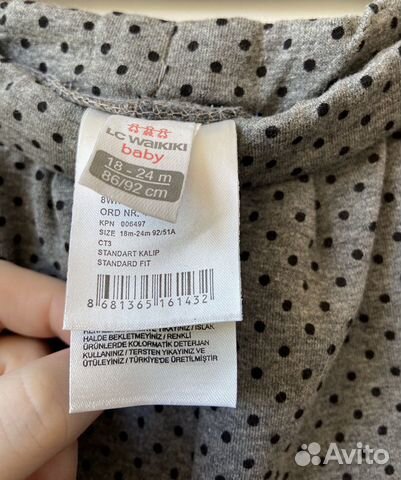 LC WAIKIKI
baby
18 - 24 m
86/92 cm
ORD NR.
KPN 006497
SIZE 18m-24m 92/51A
CT3
STANDART KALIP
STANDARD FIT
8 681365 161432
YIKAYINIZ / ISLAK
HALDE BEKLETMEYİNİZ / RENKLİ
ÜRÜNLERDE KOLORMATİK DETERJAN
KULLANINIZ / TERSTEN YIKAYINIZ VE
ÜTÜLEYİNİZ / TÜRKİYE'DE ÜRETİLMİŞTİR
Avito